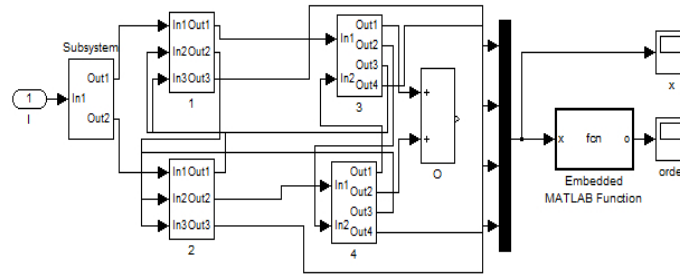 Subsystem
In1 Out1
In2 Out2
In3 Out3
1
In1 Out1
Out2
Out3
In2 Out4
3
1
I
In1 Out1
Out2
+
+
O
x
x fcn o
Embedded
MATLAB Function
orde
In1 Out1
In2 Out2
In3 Out3
2
In1 Out1
Out2
In2 Out3
Out4
4